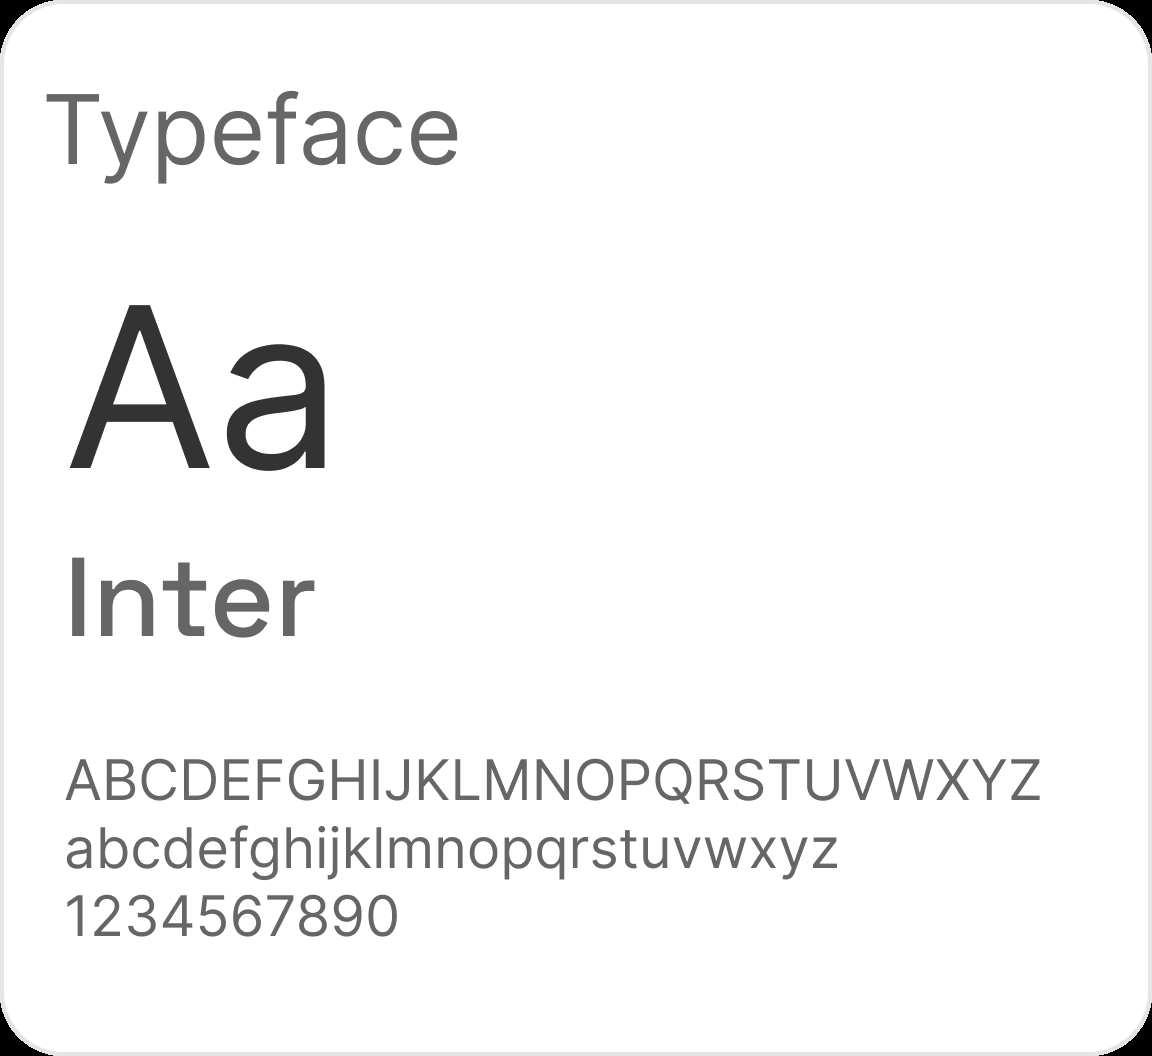 Typeface
Aa
Inter
ABCDEFGHIJKLMNOPQRSTUVWXYZ
abcdefghijklmnopqrstuvwxyz
1234567890